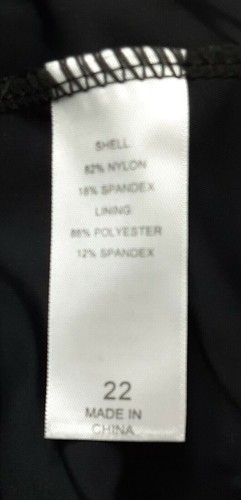 SHELL
82% NYLON
18% SPANDEX
LINING
88% POLYESTER
12% SPANDEX
22
MADE IN
CHINA